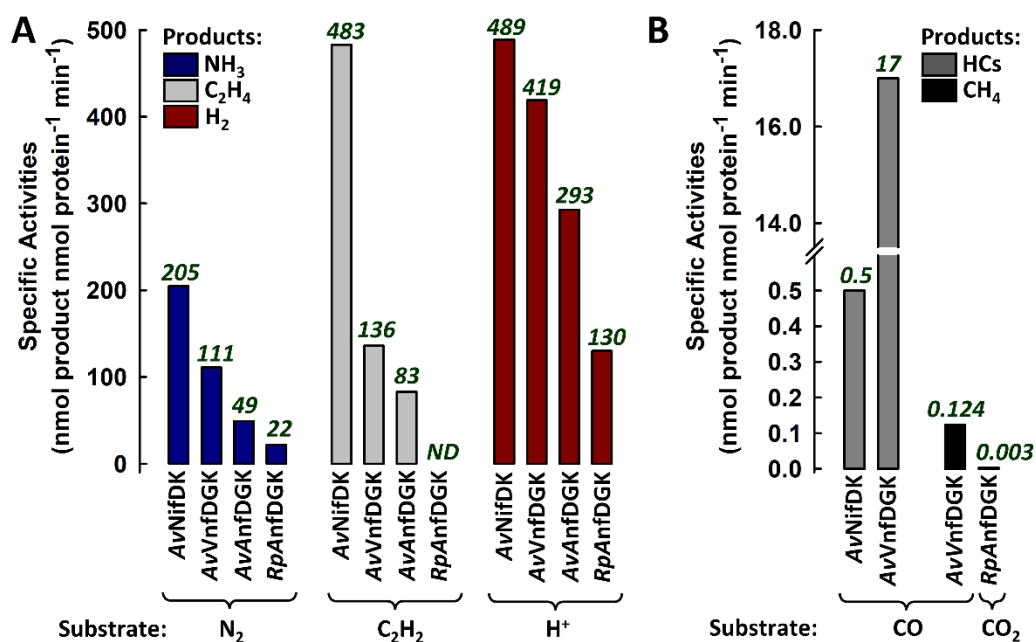 A
Specific Activities
(nmol product nmol protein⁻¹ min⁻¹)
500
400
300
200
100
0
Products:
NH₃
C₂H₄
H₂
205
111
49
22
483
136
83
ND
489
419
293
130
AvNifDK
AvVnfDGK
AvAnfDGK
RpAnfDGK
AvNifDK
AvVnfDGK
AvAnfDGK
RpAnfDGK
AvNifDK
AvVnfDGK
AvAnfDGK
RpAnfDGK
Substrate: N₂ C₂H₂ H⁺
B
Specific Activities
(nmol product nmol protein⁻¹ min⁻¹)
18.0
16.0
14.0
0.5
0.4
0.3
0.2
0.1
0.0
Products:
HCs
CH₄
0.5
17
0.124
0.003
AvNifDK
AvVnfDGK
AvVnfDGK
RpAnfDGK
Substrate: CO CO₂